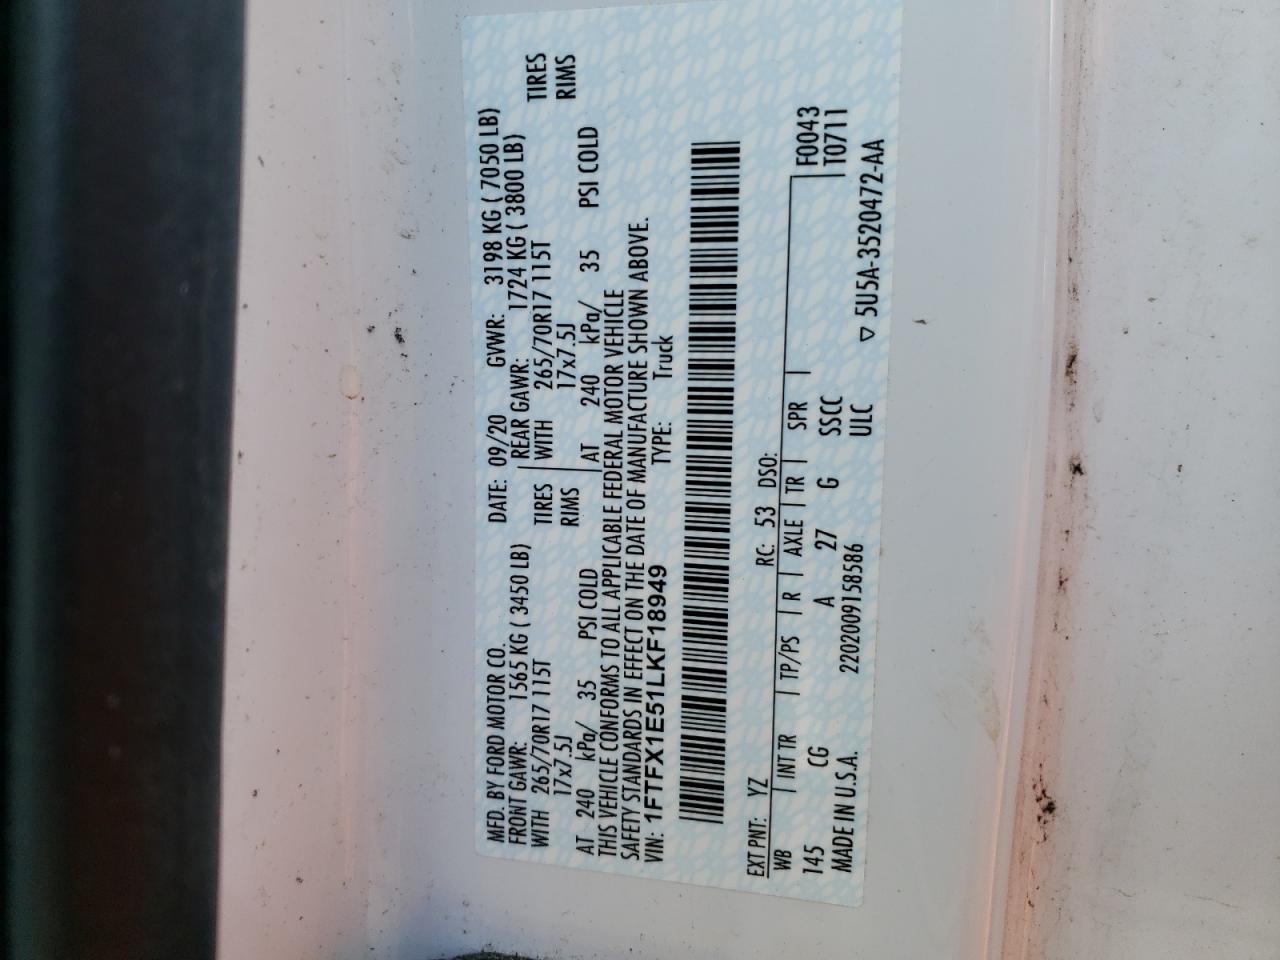 MFD. BY FORD MOTOR CO. DATE: 09/20 GVWR: 3198 KG ( 7050 LB)
FRONT GAWR: 1565 KG ( 3450 LB) REAR GAWR: 1724 KG ( 3800 LB)
WITH 265/70R17 115T TIRES WITH 265/70R17 115T TIRES
17x7.5J RIMS 17x7.5J RIMS
AT 240 kPa/ 35 PSI COLD AT 240 kPa/ 35 PSI COLD
THIS VEHICLE CONFORMS TO ALL APPLICABLE FEDERAL MOTOR VEHICLE
SAFETY STANDARDS IN EFFECT ON THE DATE OF MANUFACTURE SHOWN ABOVE.
VIN: 1FTFX1E51LKF18949 TYPE: Truck
EXT PNT: YZ RC: 53 DSO:
WB INT TR TP/PS R AXLE TR SPR F0043
145 CG A 27 G SSCC T0711
MADE IN U.S.A. 2202009158586 ULC ▽ 5U5A-3520472-AA